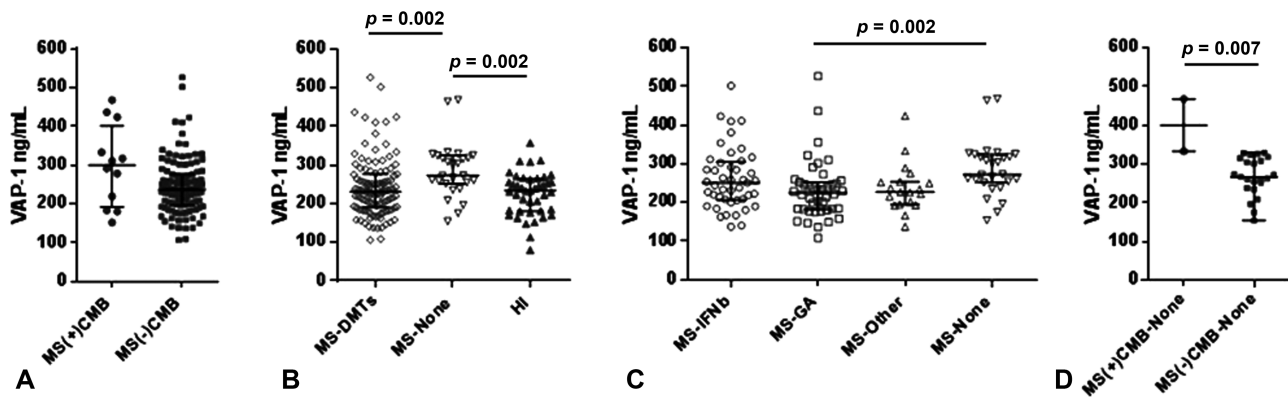 VAP-1 ng/mL
600
500
400
300
200
100
0
MS(+)CMB
MS(-)CMB
A
p = 0.002
p = 0.002
VAP-1 ng/mL
600
500
400
300
200
100
0
MS-DMTs
MS-None
HI
B
p = 0.002
VAP-1 ng/mL
600
500
400
300
200
100
0
MS-IFNb
MS-GA
MS-Other
MS-None
C
p = 0.007
VAP-1 ng/mL
600
500
400
300
200
100
0
MS(+)CMB-None
MS(-)CMB-None
D